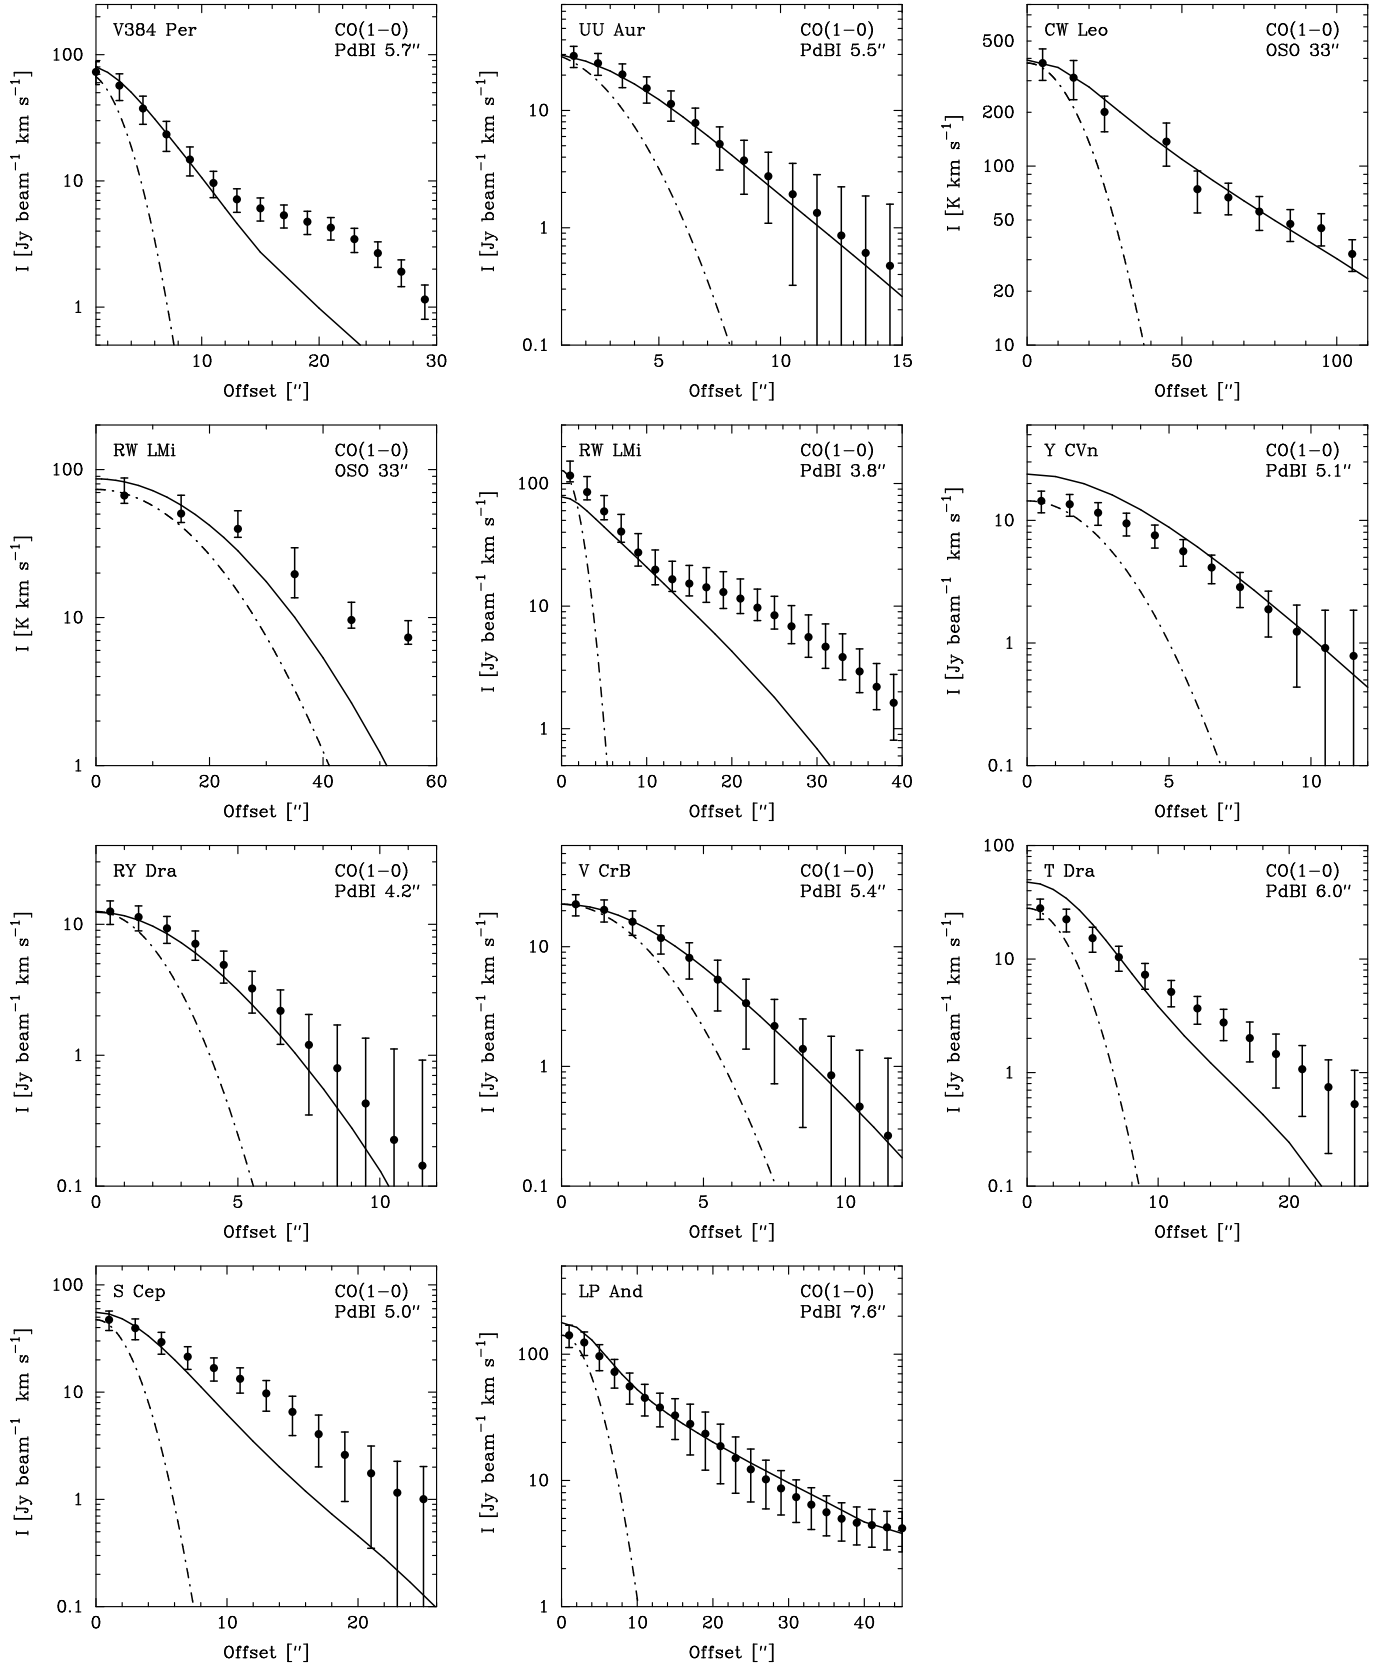 V384 Per
CO(1−0)
PdBI 5.7″
I [Jy beam⁻¹ km s⁻¹]
100
10
1
10 20 30
Offset [″]
UU Aur
CO(1−0)
PdBI 5.5″
I [Jy beam⁻¹ km s⁻¹]
10
1
0.1
5 10 15
Offset [″]
CW Leo
CO(1−0)
OSO 33″
I [K km s⁻¹]
500
200
100
50
20
10
0 50 100
Offset [″]
RW LMi
CO(1−0)
OSO 33″
I [K km s⁻¹]
100
10
1
0 20 40 60
Offset [″]
RW LMi
CO(1−0)
PdBI 3.8″
I [Jy beam⁻¹ km s⁻¹]
100
10
1
0 10 20 30 40
Offset [″]
Y CVn
CO(1−0)
PdBI 5.1″
I [Jy beam⁻¹ km s⁻¹]
10
1
0.1
0 5 10
Offset [″]
RY Dra
CO(1−0)
PdBI 4.2″
I [Jy beam⁻¹ km s⁻¹]
10
1
0.1
0 5 10
Offset [″]
V CrB
CO(1−0)
PdBI 5.4″
I [Jy beam⁻¹ km s⁻¹]
10
1
0.1
0 5 10
Offset [″]
T Dra
CO(1−0)
PdBI 6.0″
I [Jy beam⁻¹ km s⁻¹]
100
10
1
0.1
0 10 20
Offset [″]
S Cep
CO(1−0)
PdBI 5.0″
I [Jy beam⁻¹ km s⁻¹]
100
10
1
0.1
0 10 20
Offset [″]
LP And
CO(1−0)
PdBI 7.6″
I [Jy beam⁻¹ km s⁻¹]
100
10
1
0 10 20 30 40
Offset [″]